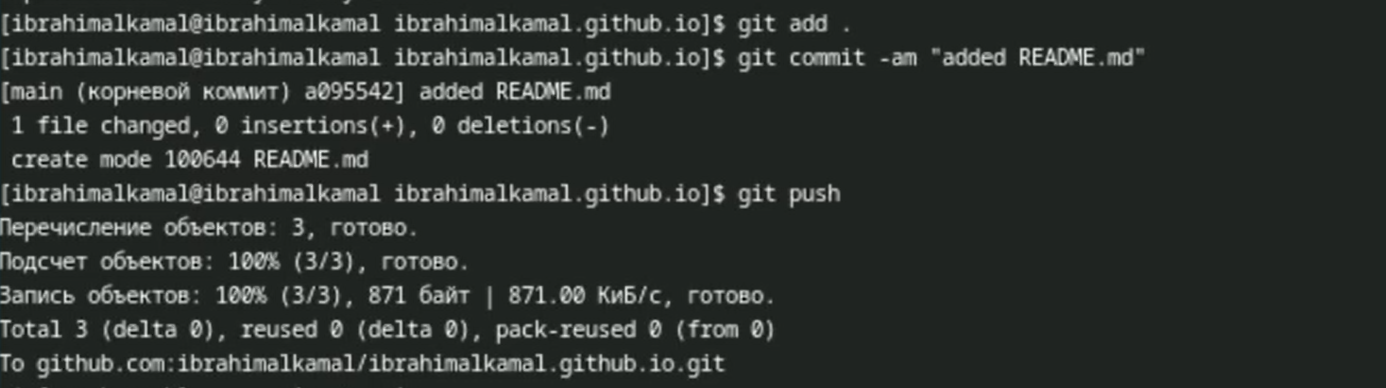 [ibrahimalkamal@ibrahimalkamal ibrahimalkamal.github.io]$ git add .
[ibrahimalkamal@ibrahimalkamal ibrahimalkamal.github.io]$ git commit -am "added README.md"
[main (корневой коммит) a095542] added README.md
1 file changed, 0 insertions(+), 0 deletions(-)
create mode 100644 README.md
[ibrahimalkamal@ibrahimalkamal ibrahimalkamal.github.io]$ git push
Перечисление объектов: 3, готово.
Подсчет объектов: 100% (3/3), готово.
Запись объектов: 100% (3/3), 871 байт | 871.00 КиБ/с, готово.
Total 3 (delta 0), reused 0 (delta 0), pack-reused 0 (from 0)
To github.com:ibrahimalkamal/ibrahimalkamal.github.io.git